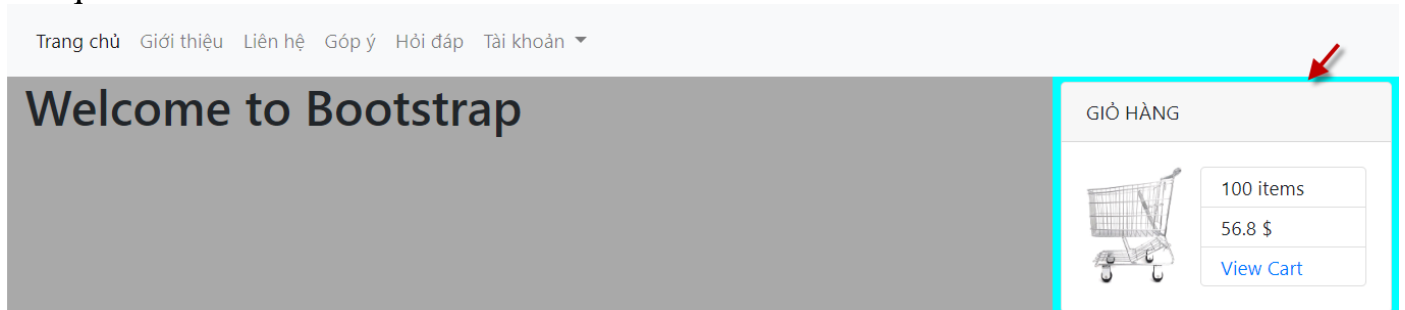 Trang chủ Giới thiệu Liên hệ Góp ý Hỏi đáp Tài khoản
Welcome to Bootstrap
GIỎ HÀNG
100 items
56.8 $
View Cart